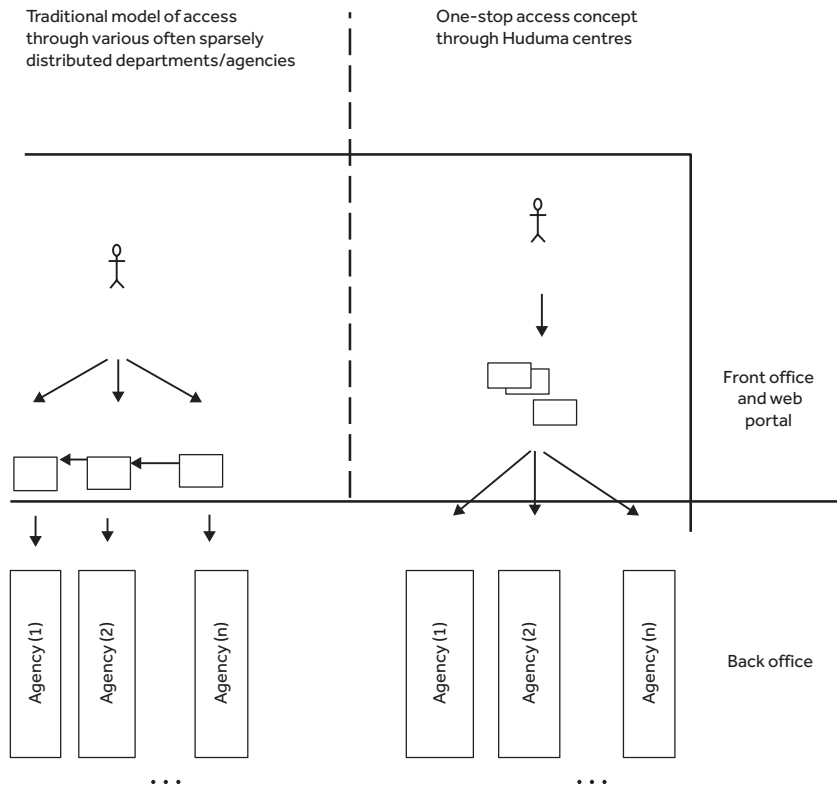 Traditional model of access
through various often sparsely
distributed departments/agencies
One-stop access concept
through Huduma centres
Front office
and web
portal
Agency (1)
Agency (2)
Agency (n)
Agency (1)
Agency (2)
Agency (n)
Back office
...
...